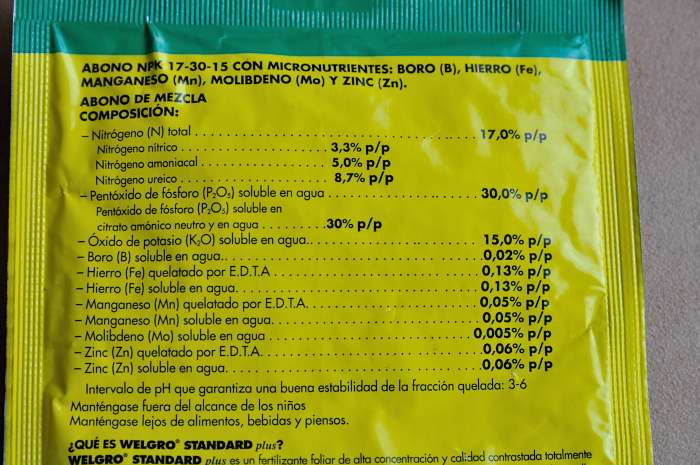 ABONO NPK 17-30-15 CON MICRONUTRIENTES: BORO (B), HIERRO (Fe),
MANGANESO (Mn), MOLIBDENO (Mo) Y ZINC (Zn).
ABONO DE MEZCLA
COMPOSICIÓN:
– Nitrógeno (N) total . . . . . . . . . . . . . . . . . . . . . . . . . . . . . . 17,0% p/p
Nitrógeno nítrico . . . . . . . . . . . . . . . . . . 3,3% p/p
Nitrógeno amoniacal . . . . . . . . . . . . . . . 5,0% p/p
Nitrógeno ureico . . . . . . . . . . . . . . . . . . 8,7% p/p
– Pentóxido de fósforo (P₂O₅) soluble en agua . . . . . . . . . . . . . . . . . . 30,0% p/p
Pentóxido de fósforo (P₂O₅) soluble en
citrato amónico neutro y en agua . . . . . . . . . 30% p/p
– Óxido de potasio (K₂O) soluble en agua. . . . . . . . . . . . . . . . . . . . 15,0% p/p
– Boro (B) soluble en agua. . . . . . . . . . . . . . . . . . . . . . . . . . . . 0,02% p/p
– Hierro (Fe) quelatado por E.D.T.A . . . . . . . . . . . . . . . . . . . . . . 0,13% p/p
– Hierro (Fe) soluble en agua. . . . . . . . . . . . . . . . . . . . . . . . . . 0,13% p/p
– Manganeso (Mn) quelatado por E.D.T.A. . . . . . . . . . . . . . . . . . . 0,05% p/p
– Manganeso (Mn) soluble en agua. . . . . . . . . . . . . . . . . . . . . . . 0,05% p/p
– Molibdeno (Mo) soluble en agua . . . . . . . . . . . . . . . . . . . . . . 0,005% p/p
– Zinc (Zn) quelatado por E.D.T.A. . . . . . . . . . . . . . . . . . . . . . . . 0,06% p/p
– Zinc (Zn) soluble en agua. . . . . . . . . . . . . . . . . . . . . . . . . . . . 0,06% p/p
Intervalo de pH que garantiza una buena estabilidad de la fracción quelada: 3-6
Manténgase fuera del alcance de los niños
Manténgase lejos de alimentos, bebidas y piensos.
¿QUÉ ES WELGRO® STANDARD plus?
WELGRO® STANDARD plus es un fertilizante foliar de alta concentración y calidad contrastada totalmente